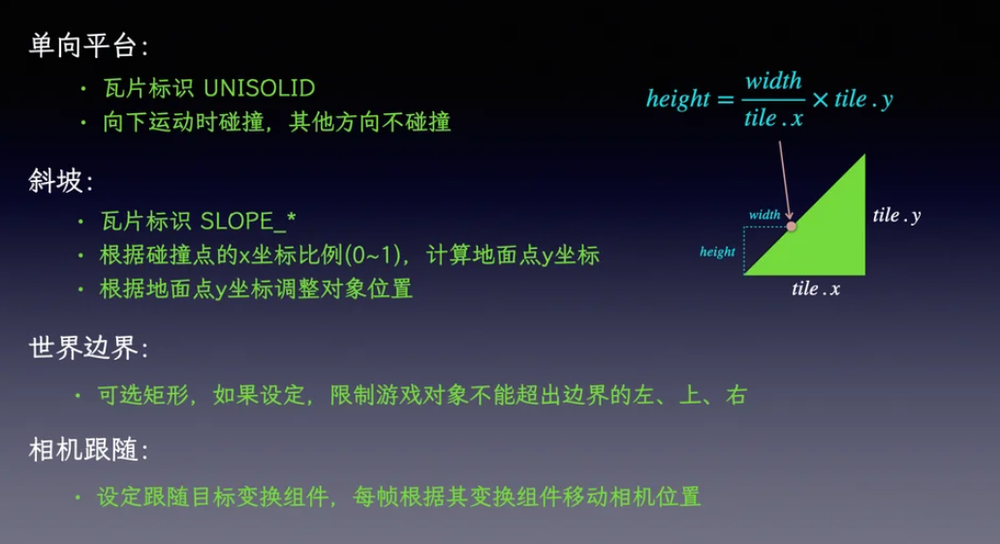 单向平台：
· 瓦片标识 UNISOLID
· 向下运动时碰撞，其他方向不碰撞
height = width / tile.x × tile.y
斜坡：
· 瓦片标识 SLOPE_*
· 根据碰撞点的x坐标比例(0~1)，计算地面点y坐标
· 根据地面点y坐标调整对象位置
width
height
tile.y
tile.x
世界边界：
· 可选矩形，如果设定，限制游戏对象不能超出边界的左、上、右
相机跟随：
· 设定跟随目标变换组件，每帧根据其变换组件移动相机位置